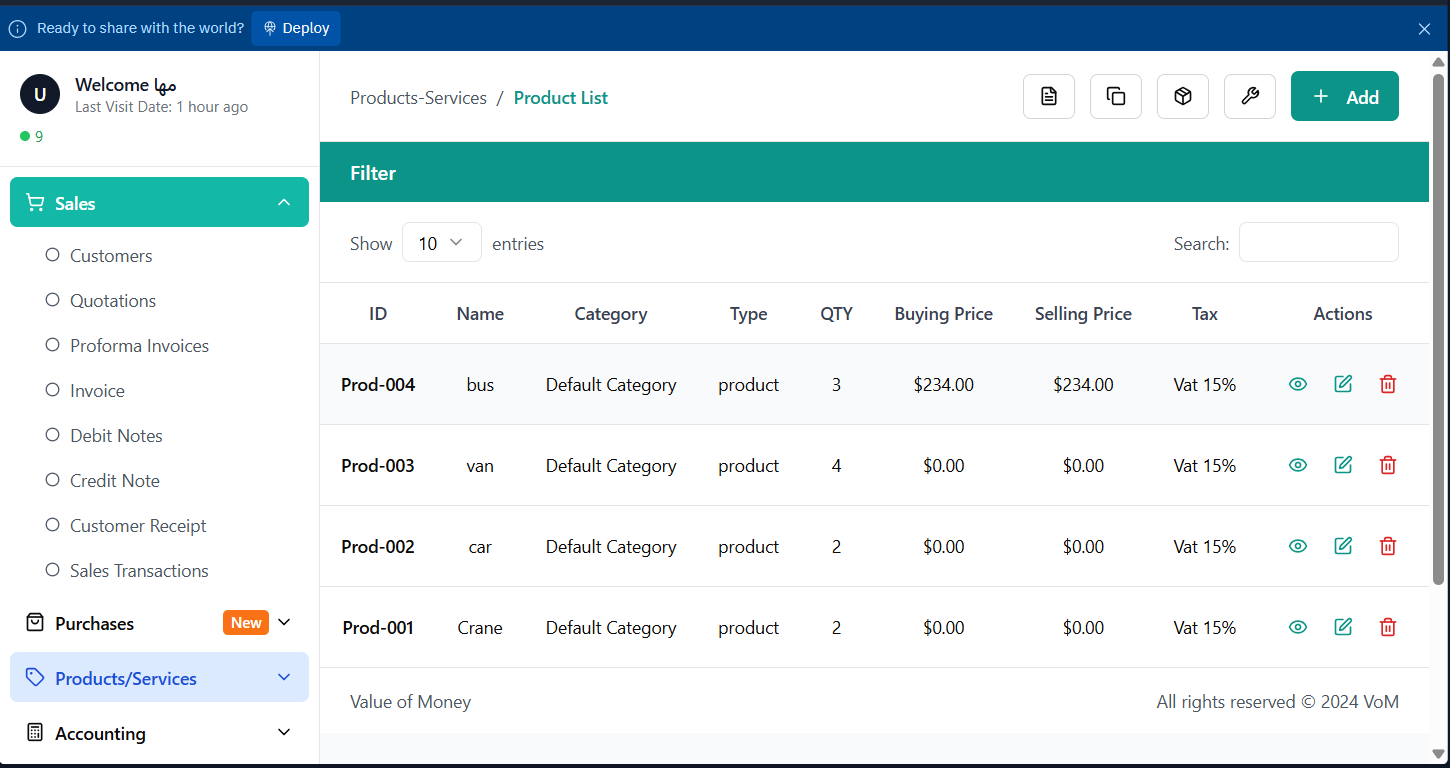 Ready to share with the world? Deploy
U
Welcome مها
Last Visit Date: 1 hour ago
9
Sales
Customers
Quotations
Proforma Invoices
Invoice
Debit Notes
Credit Note
Customer Receipt
Sales Transactions
Purchases New
Products/Services
Accounting
Products-Services / Product List
+ Add
Filter
Show 10 entries Search:
ID Name Category Type QTY Buying Price Selling Price Tax Actions
Prod-004 bus Default Category product 3 $234.00 $234.00 Vat 15%
Prod-003 van Default Category product 4 $0.00 $0.00 Vat 15%
Prod-002 car Default Category product 2 $0.00 $0.00 Vat 15%
Prod-001 Crane Default Category product 2 $0.00 $0.00 Vat 15%
Value of Money All rights reserved © 2024 VoM